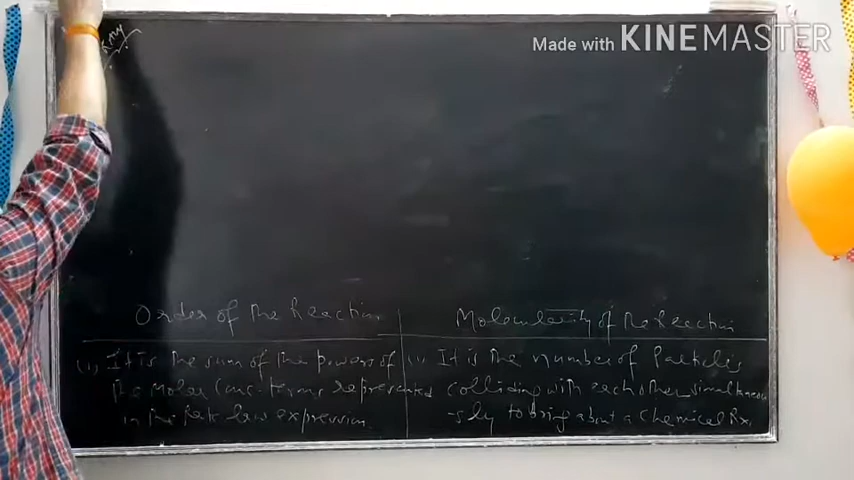 Made with KINEMASTER
Order of the Reaction
Molecularity of the Reaction
(i) It is the sum of the powers of
the molar Conc. terms represented
in the Rate law expression.
(i) It is the number of Particles
colliding with each other simultaneou
-sly to bring about a chemical Rx.